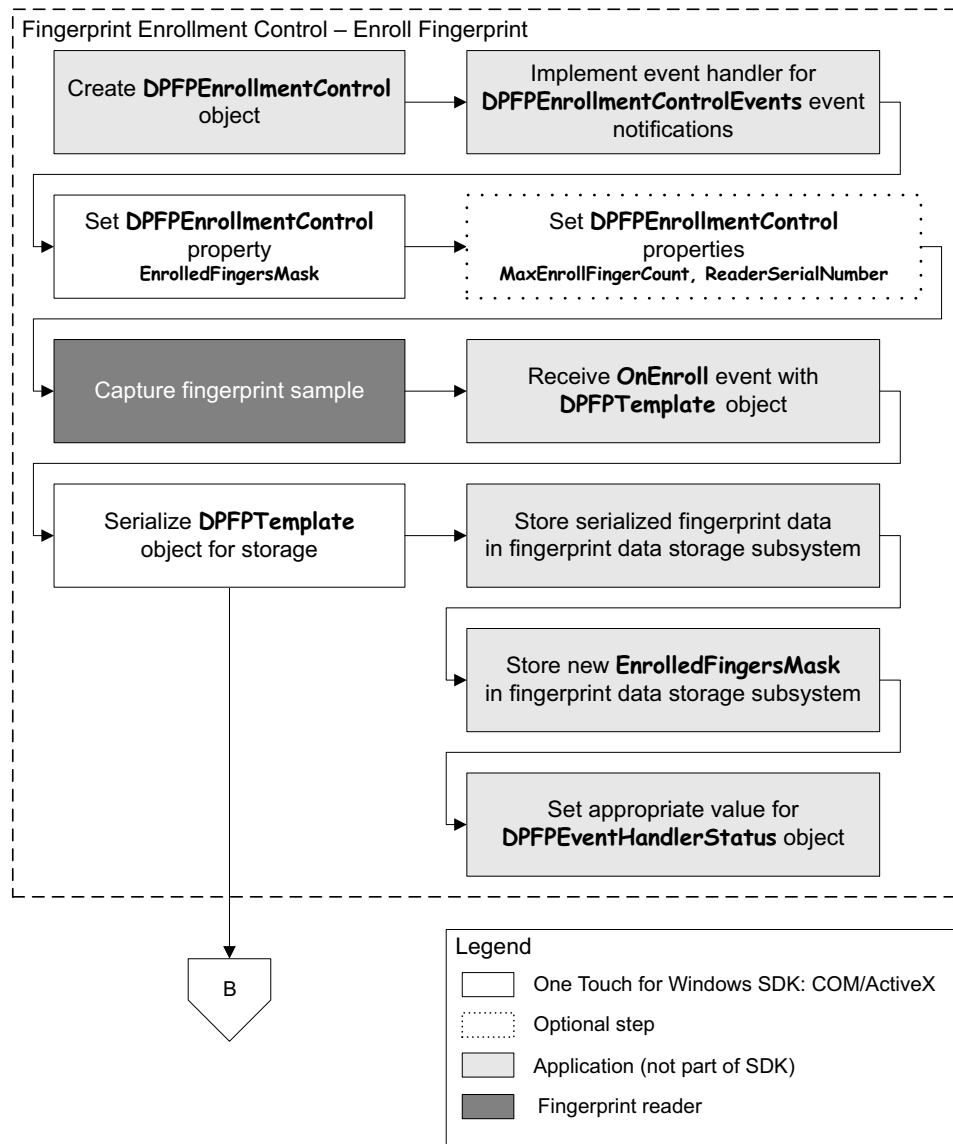 Fingerprint Enrollment Control – Enroll Fingerprint
Create DPFPEnrollmentControl
object
Implement event handler for
DPFPEnrollmentControlEvents event
notifications
Set DPFPEnrollmentControl
property
EnrolledFingersMask
Set DPFPEnrollmentControl
properties
MaxEnrollFingerCount, ReaderSerialNumber
Capture fingerprint sample
Receive OnEnroll event with
DPFPTemplate object
Serialize DPFPTemplate
object for storage
Store serialized fingerprint data
in fingerprint data storage subsystem
Store new EnrolledFingersMask
in fingerprint data storage subsystem
Set appropriate value for
DPFPEventHandlerStatus object
B
Legend
One Touch for Windows SDK: COM/ActiveX
Optional step
Application (not part of SDK)
Fingerprint reader